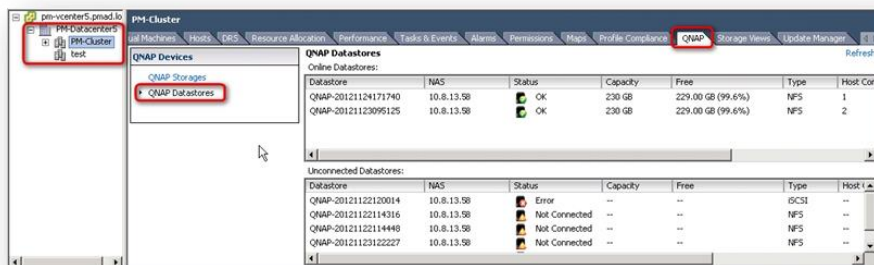 pm-vcenter5.pmad.lo
PM-Datacenter5
PM-Cluster
test
PM-Cluster
ual Machines Hosts DRS Resource Allocation Performance Tasks & Events Alarms Permissions Maps Profile Compliance QNAP Storage Views Update Manager
QNAP Devices
QNAP Storages
QNAP Datastores
QNAP Datastores Refresh
Online Datastores:
Datastore NAS Status Capacity Free Type Host Cor
QNAP-20121124171740 10.8.13.58 OK 230 GB 229.00 GB (99.6%) NFS 1
QNAP-20121123095125 10.8.13.58 OK 230 GB 229.00 GB (99.6%) NFS 2
Unconnected Datastores:
Datastore NAS Status Capacity Free Type Host (
QNAP-20121122120014 10.8.13.58 Error -- -- iSCSI --
QNAP-20121122114316 10.8.13.58 Not Connected -- -- NFS --
QNAP-20121122114448 10.8.13.58 Not Connected -- -- NFS --
QNAP-20121123122227 10.8.13.58 Not Connected -- -- NFS --